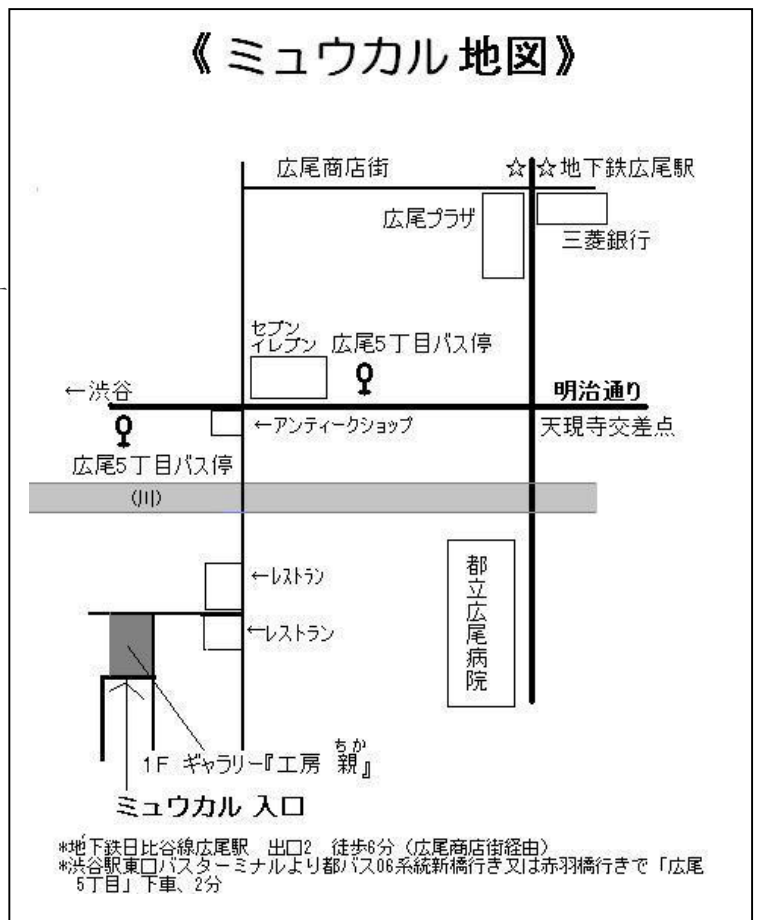 《ミュウカル 地図》
広尾商店街
☆☆地下鉄広尾駅
広尾プラザ
三菱銀行
セブン
イレブン
広尾5丁目バス停
←渋谷
明治通り
←アンティークショップ
天現寺交差点
広尾5丁目バス停
(川)
←レストラン
都立広尾病院
←レストラン
ちか
1F ギャラリー『工房 親』
ミュウカル 入口
*地下鉄日比谷線広尾駅 出口2 徒歩6分（広尾商店街経由）
*渋谷駅東口バスターミナルより都バス06系統新橋行き又は赤羽橋行きで「広尾
5丁目」下車、2分